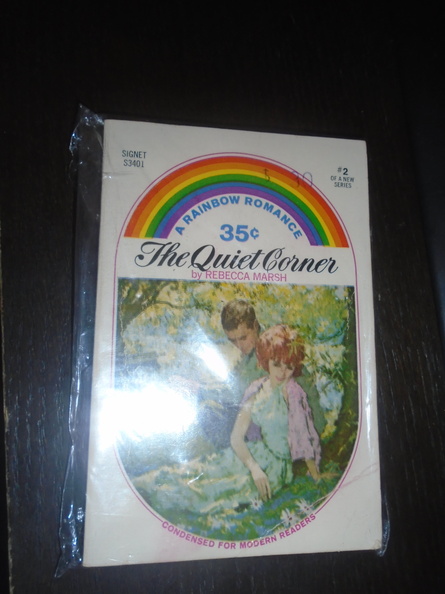 SIGNET
S3401
#2
OF A NEW
SERIES
A RAINBOW ROMANCE
35¢
The Quiet Corner
by REBECCA MARSH
CONDENSED FOR MODERN READERS